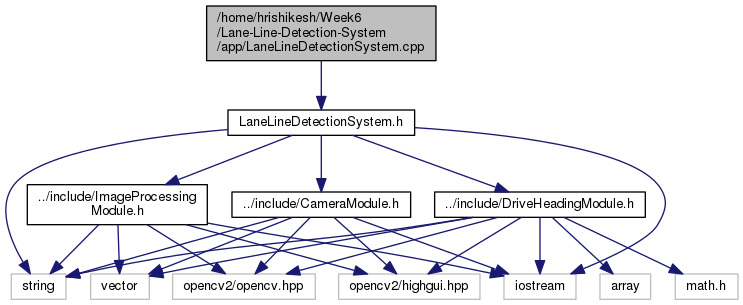 /home/hrishikesh/Week6
/Lane-Line-Detection-System
/app/LaneLineDetectionSystem.cpp
LaneLineDetectionSystem.h
../include/ImageProcessing
Module.h
../include/CameraModule.h
../include/DriveHeadingModule.h
string
vector
opencv2/opencv.hpp
opencv2/highgui.hpp
iostream
array
math.h